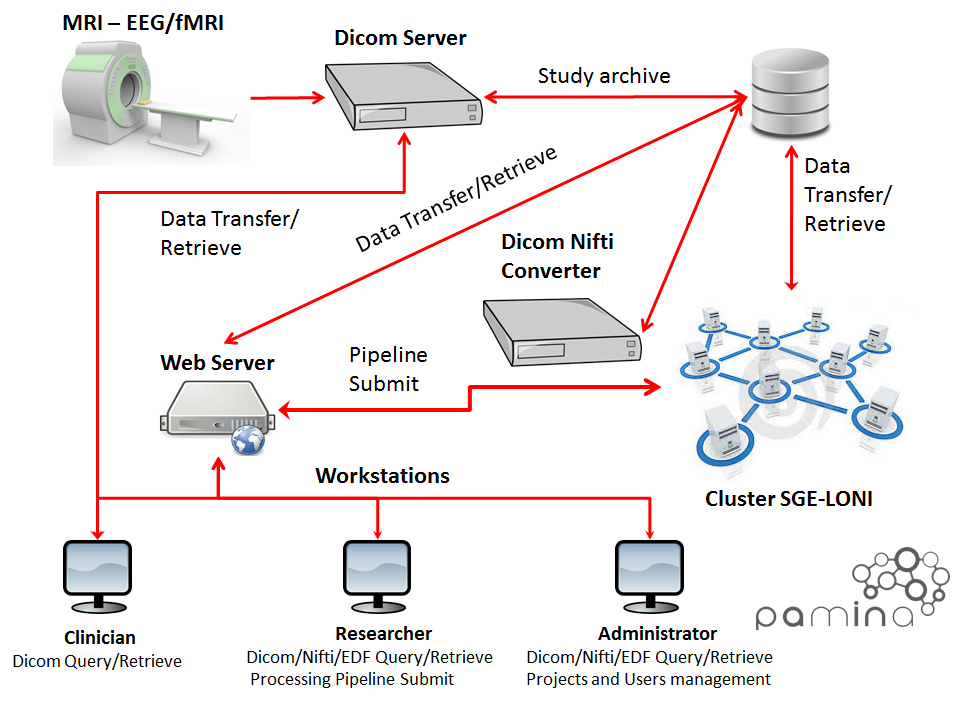 MRI – EEG/fMRI
Dicom Server
Study archive
Data Transfer/
Retrieve
Data Transfer/Retrieve
Data
Transfer/
Retrieve
Dicom Nifti
Converter
Web Server
Pipeline
Submit
Cluster SGE-LONI
Workstations
Clinician
Dicom Query/Retrieve
Researcher
Dicom/Nifti/EDF Query/Retrieve
Processing Pipeline Submit
Administrator
Dicom/Nifti/EDF Query/Retrieve
Projects and Users management
pamina